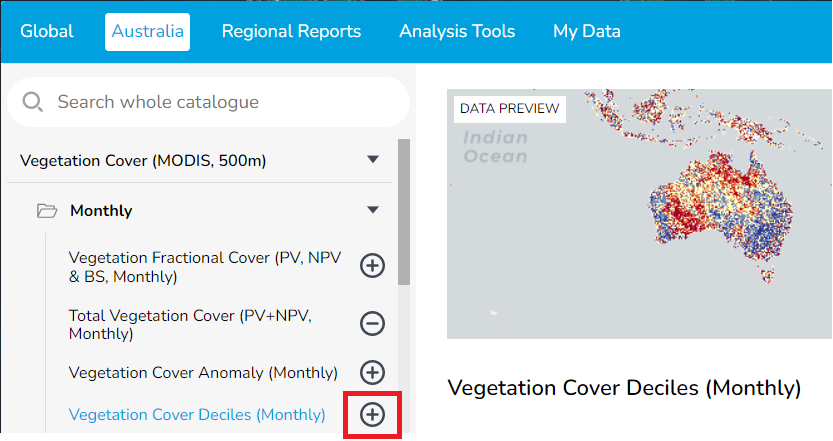 Global Australia Regional Reports Analysis Tools My Data
Search whole catalogue
Vegetation Cover (MODIS, 500m)
Monthly
Vegetation Fractional Cover (PV, NPV
& BS, Monthly)
Total Vegetation Cover (PV+NPV,
Monthly)
Vegetation Cover Anomaly (Monthly)
Vegetation Cover Deciles (Monthly)
DATA PREVIEW
Indian
Ocean
Vegetation Cover Deciles (Monthly)